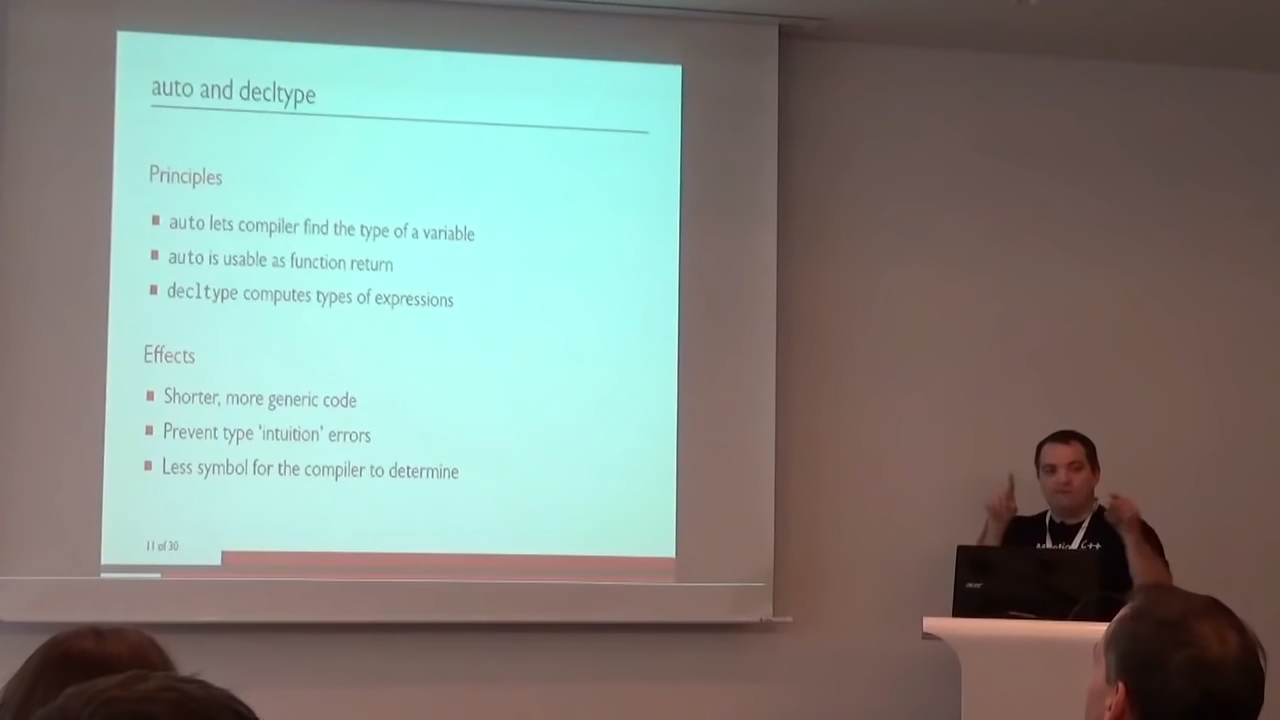 auto and decltype
Principles
auto lets compiler find the type of a variable
auto is usable as function return
decltype computes types of expressions
Effects
Shorter, more generic code
Prevent type 'intuition' errors
Less symbol for the compiler to determine
11 of 30
Meeting C++
acer